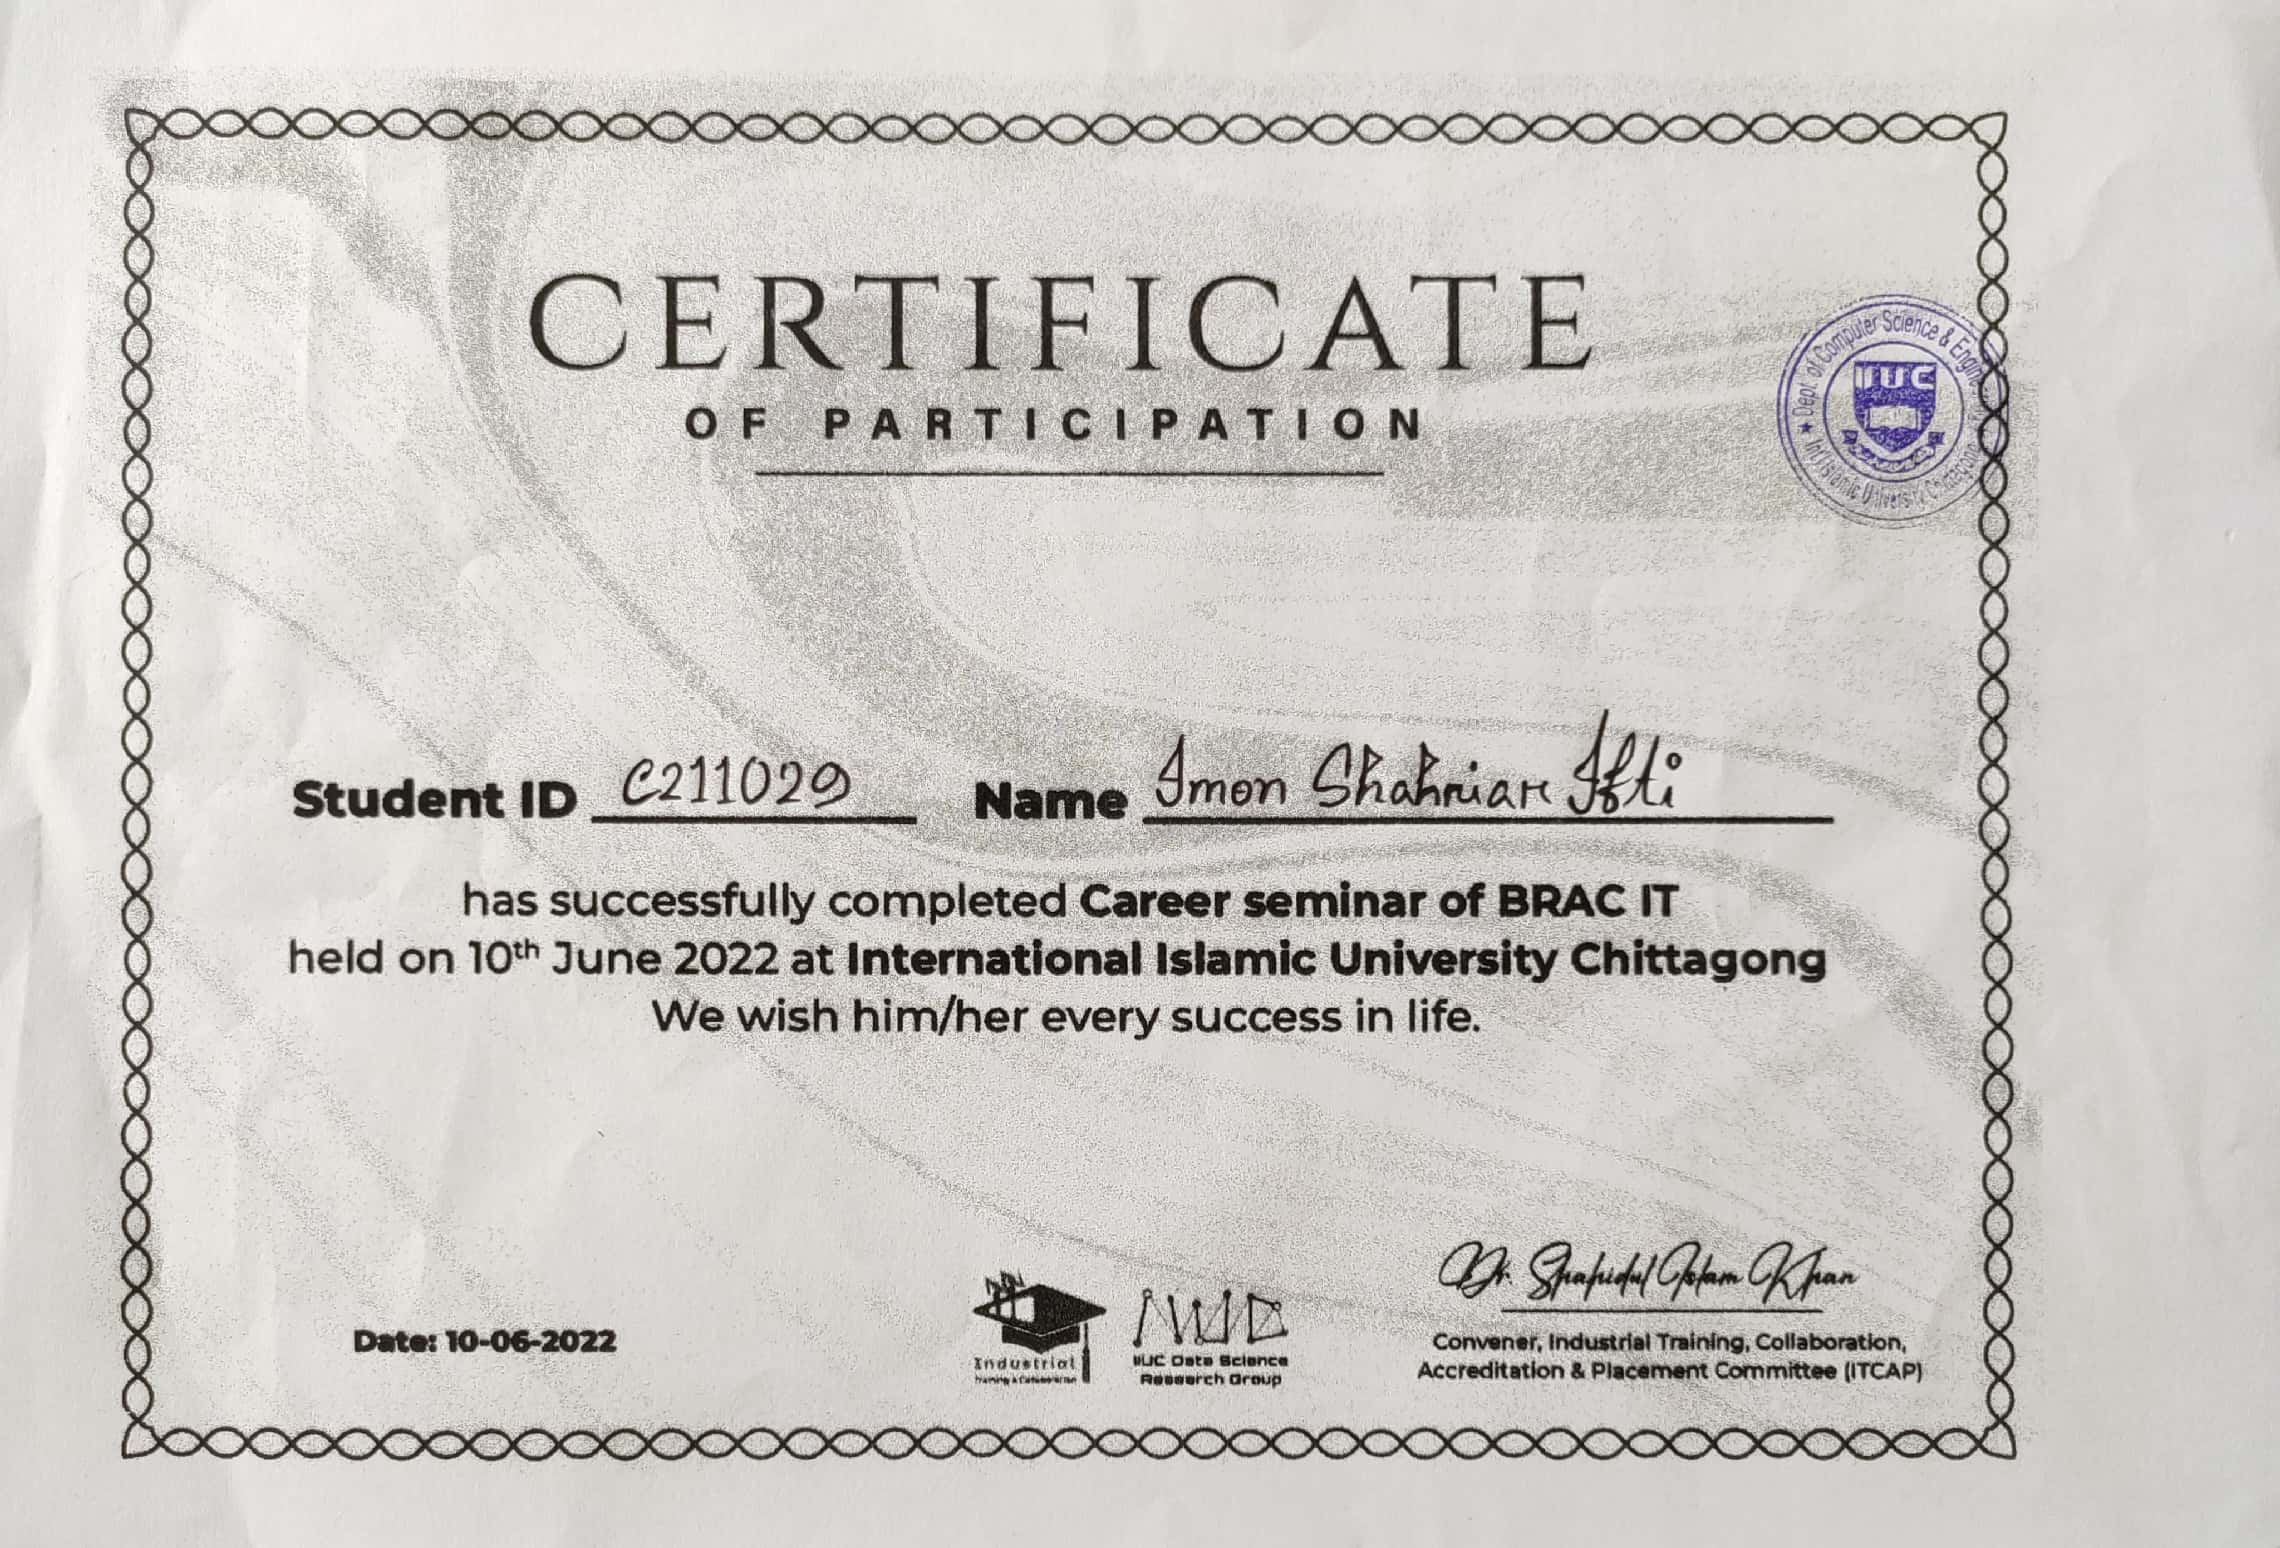 CERTIFICATE
OF PARTICIPATION
Dept. of Computer Science & Engin
IIUC
Int'l Islamic University Chittagong
Student ID C211029 Name Imon Shahriar Ifti
has successfully completed Career seminar of BRAC IT
held on 10th June 2022 at International Islamic University Chittagong
We wish him/her every success in life.
Date: 10-06-2022
Industrial
Training & Collaboration
IIUC Data Science
Research Group
Dr. Shahidul Islam Khan
Convener, Industrial Training, Collaboration,
Accreditation & Placement Committee (ITCAP)